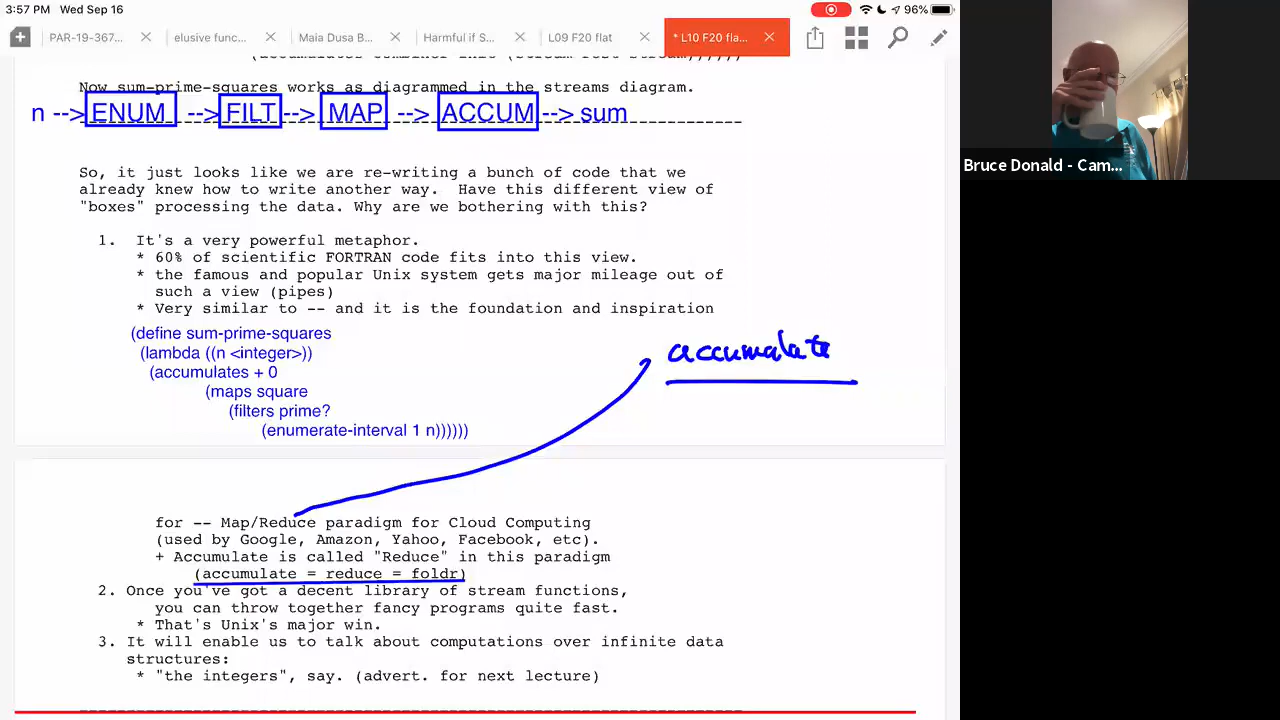 3:57 PM Wed Sep 16
96%
PAR-19-367... elusive func... Maia Dusa B... Harmful if S... L09 F20 flat * L10 F20 fla...
Now sum-prime-squares works as diagrammed in the streams diagram.
n --> ENUM --> FILT --> MAP --> ACCUM --> sum
So, it just looks like we are re-writing a bunch of code that we
already knew how to write another way. Have this different view of
"boxes" processing the data. Why are we bothering with this?
1. It's a very powerful metaphor.
* 60% of scientific FORTRAN code fits into this view.
* the famous and popular Unix system gets major mileage out of
such a view (pipes)
* Very similar to -- and it is the foundation and inspiration
(define sum-prime-squares
(lambda ((n <integer>))
(accumulates + 0
(maps square
(filters prime?
(enumerate-interval 1 n))))))
accumulate
for -- Map/Reduce paradigm for Cloud Computing
(used by Google, Amazon, Yahoo, Facebook, etc).
+ Accumulate is called "Reduce" in this paradigm
(accumulate = reduce = foldr)
2. Once you've got a decent library of stream functions,
you can throw together fancy programs quite fast.
* That's Unix's major win.
3. It will enable us to talk about computations over infinite data
structures:
* "the integers", say. (advert. for next lecture)
Bruce Donald - Cam...